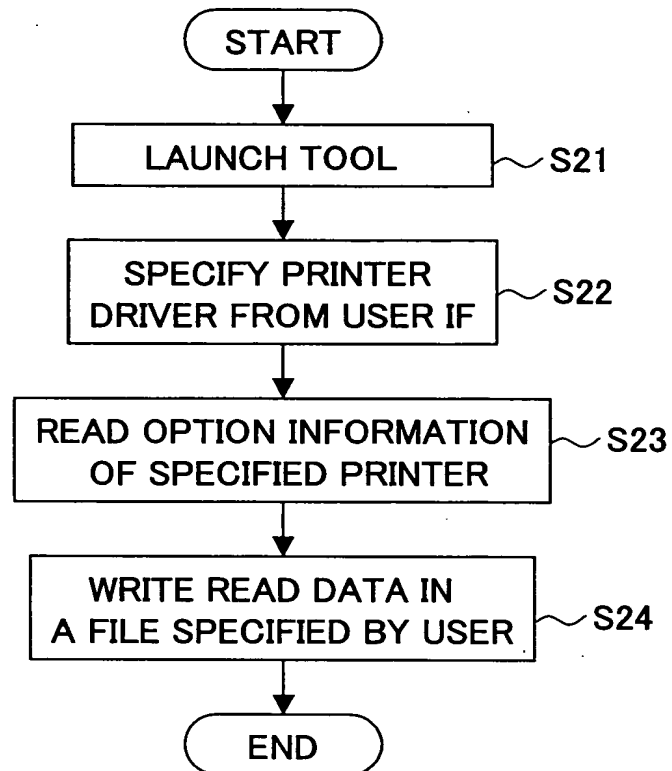 START
LAUNCH TOOL
S21
SPECIFY PRINTER
DRIVER FROM USER IF
S22
READ OPTION INFORMATION
OF SPECIFIED PRINTER
S23
WRITE READ DATA IN
A FILE SPECIFIED BY USER
S24
END